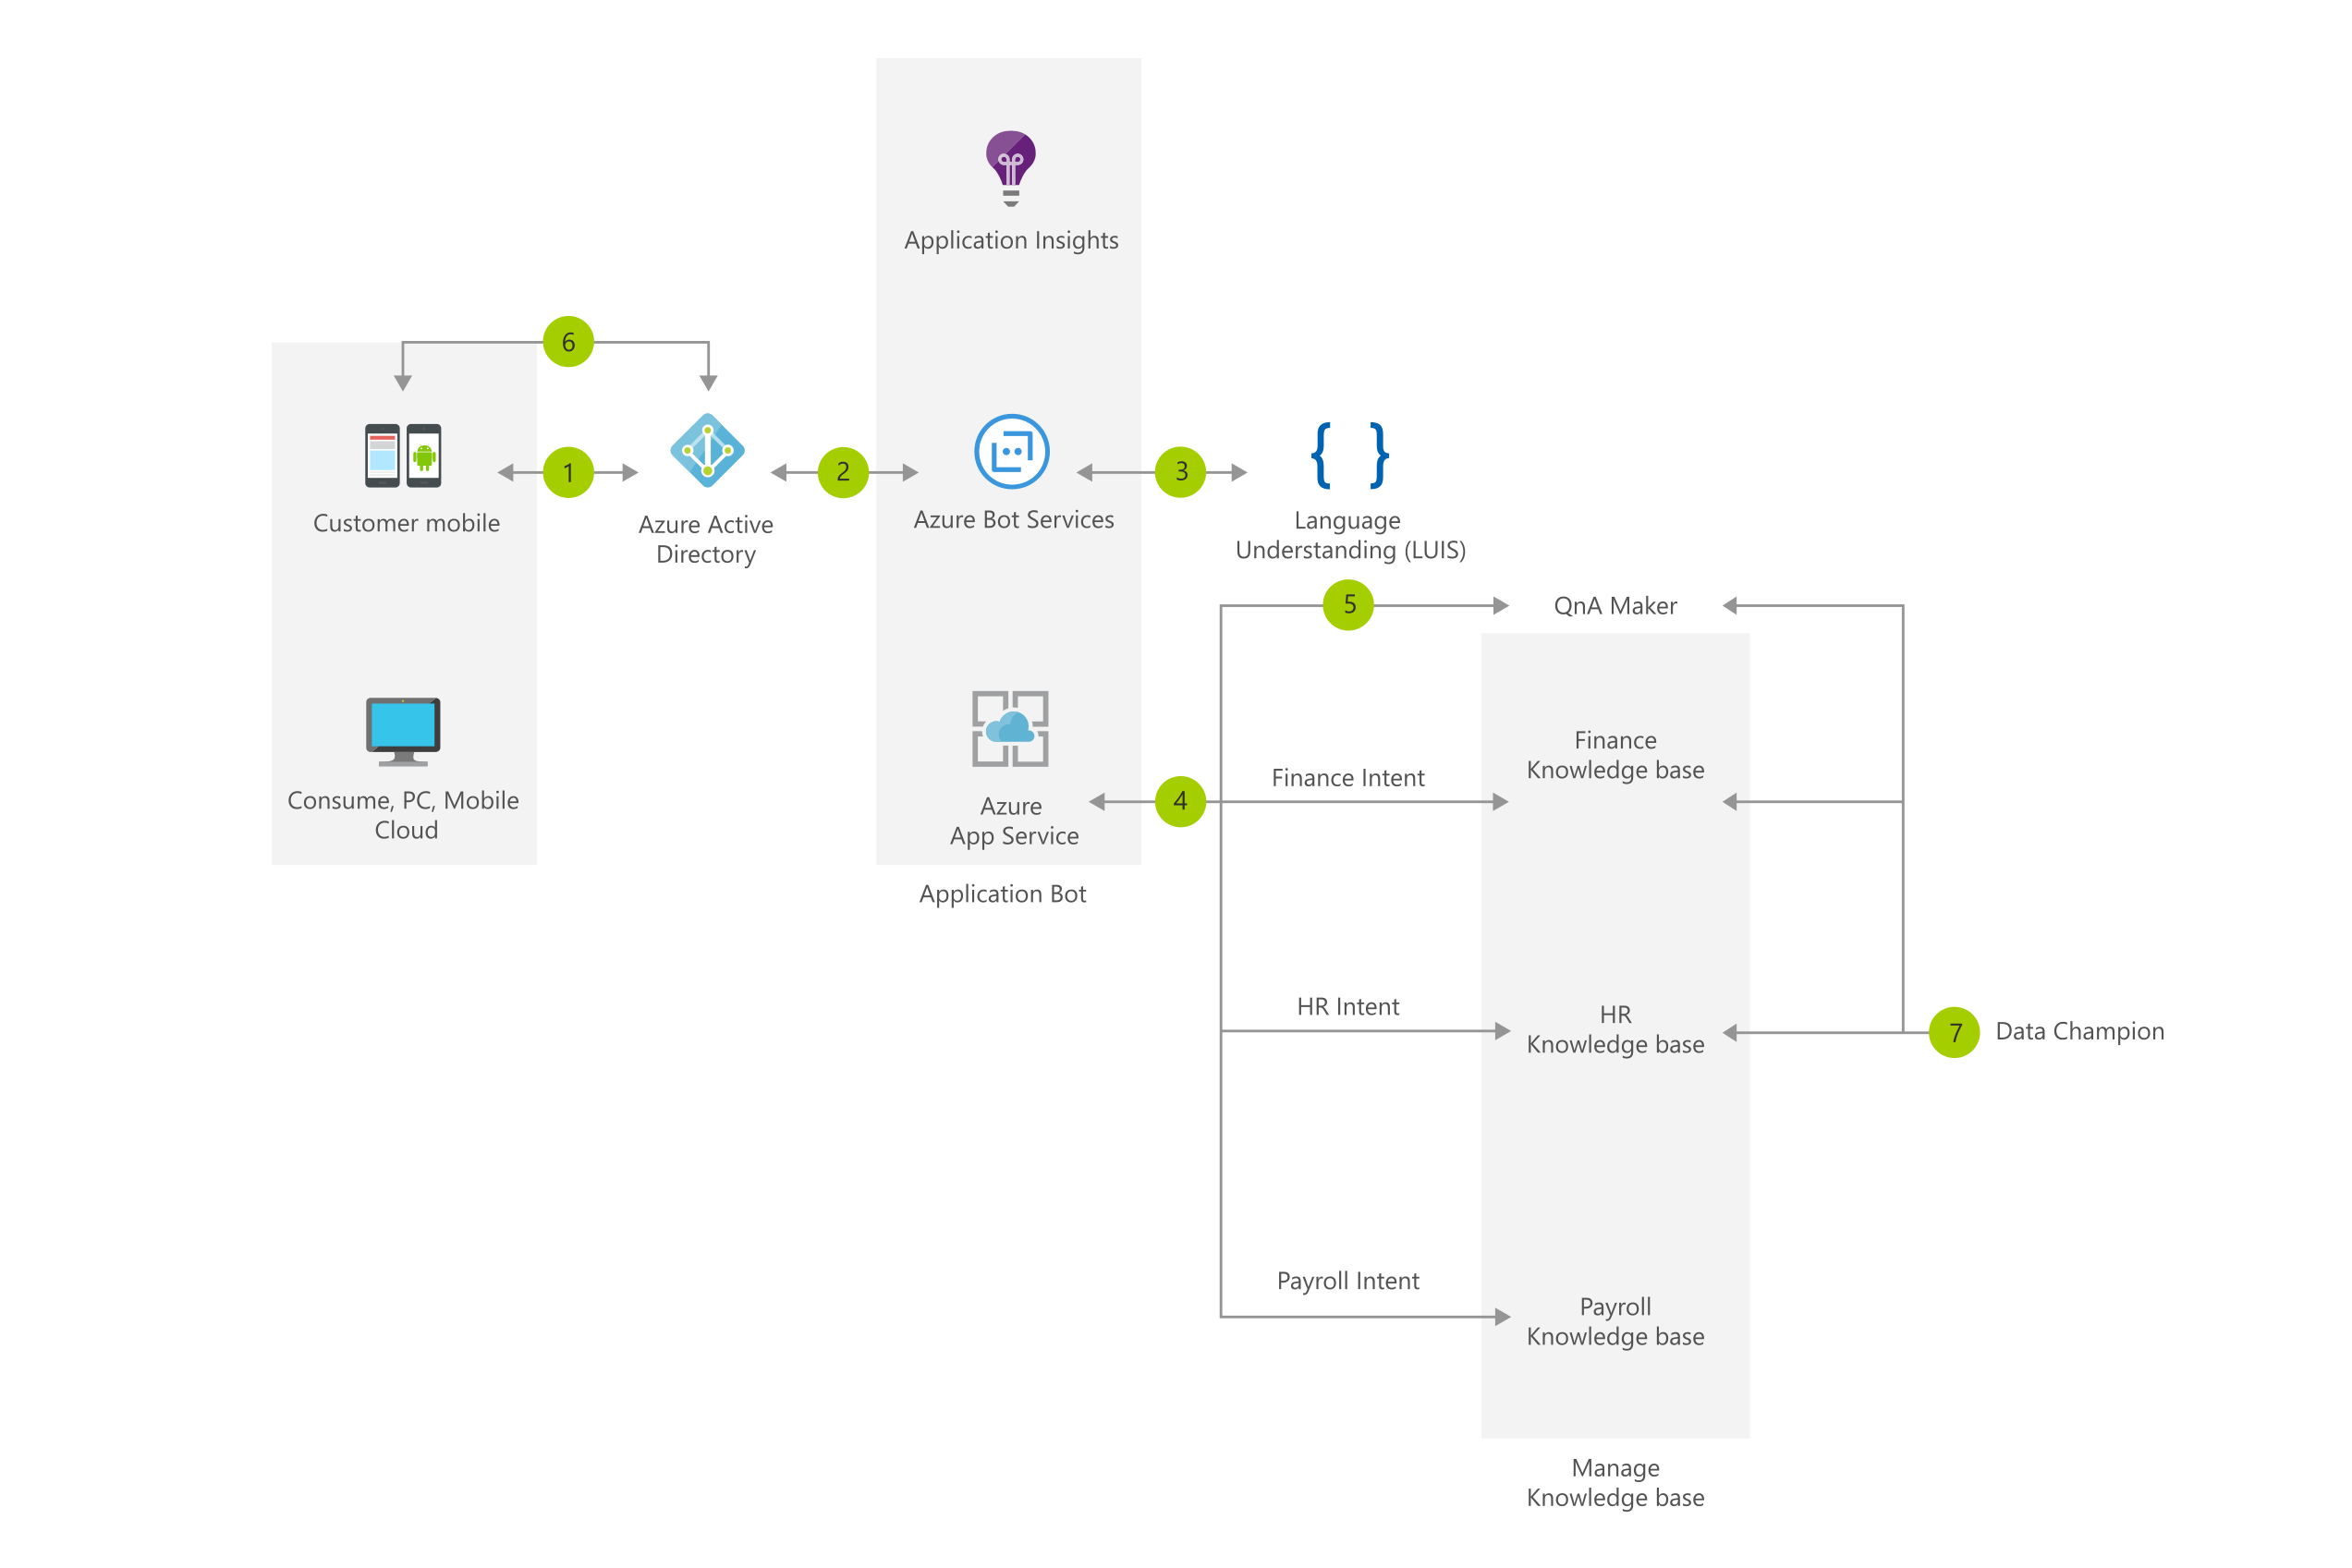 Application Insights
6
1
2
3
Customer mobile
Azure Active
Directory
Azure Bot Services
Language
Understanding (LUIS)
5
QnA Maker
Consume, PC, Mobile
Cloud
Azure
App Service
Application Bot
4
Finance Intent
Finance
Knowledge base
HR Intent
HR
Knowledge base
7
Data Champion
Payroll Intent
Payroll
Knowledge base
Manage
Knowledge base